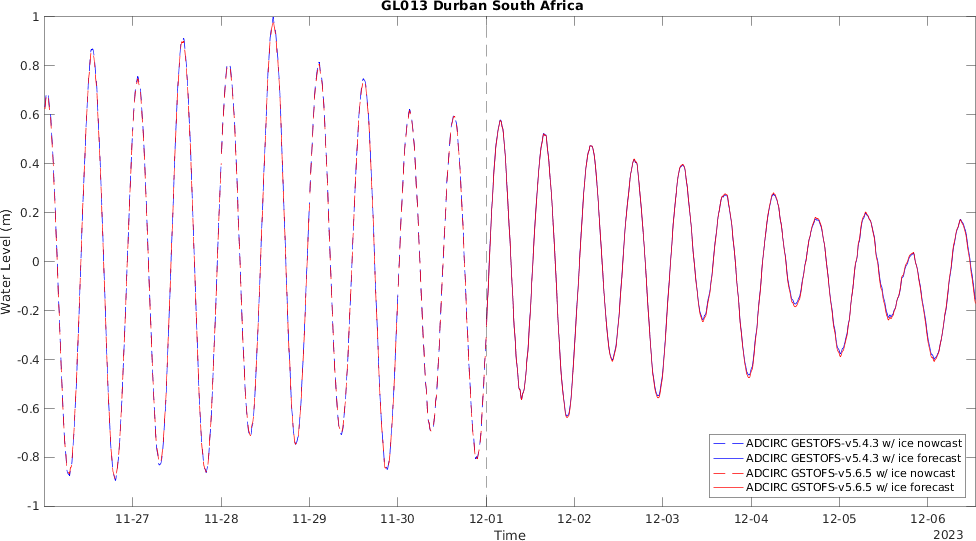 GL013 Durban South Africa
1
0.8
0.6
0.4
0.2
0
-0.2
-0.4
-0.6
-0.8
-1
Water Level (m)
ADCIRC GESTOFS-v5.4.3 w/ ice nowcast
ADCIRC GESTOFS-v5.4.3 w/ ice forecast
ADCIRC GSTOFS-v5.6.5 w/ ice nowcast
ADCIRC GSTOFS-v5.6.5 w/ ice forecast
11-27 11-28 11-29 11-30 12-01 12-02 12-03 12-04 12-05 12-06
Time
2023